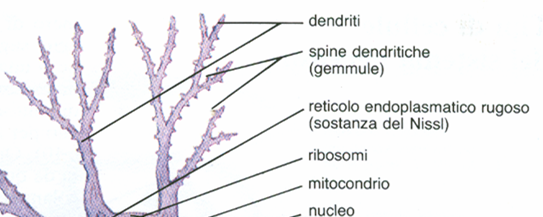 dendriti
spine dendritiche
(gemmule)
reticolo endoplasmatico rugoso
(sostanza del Nissl)
ribosomi
mitocondrio
nucleo